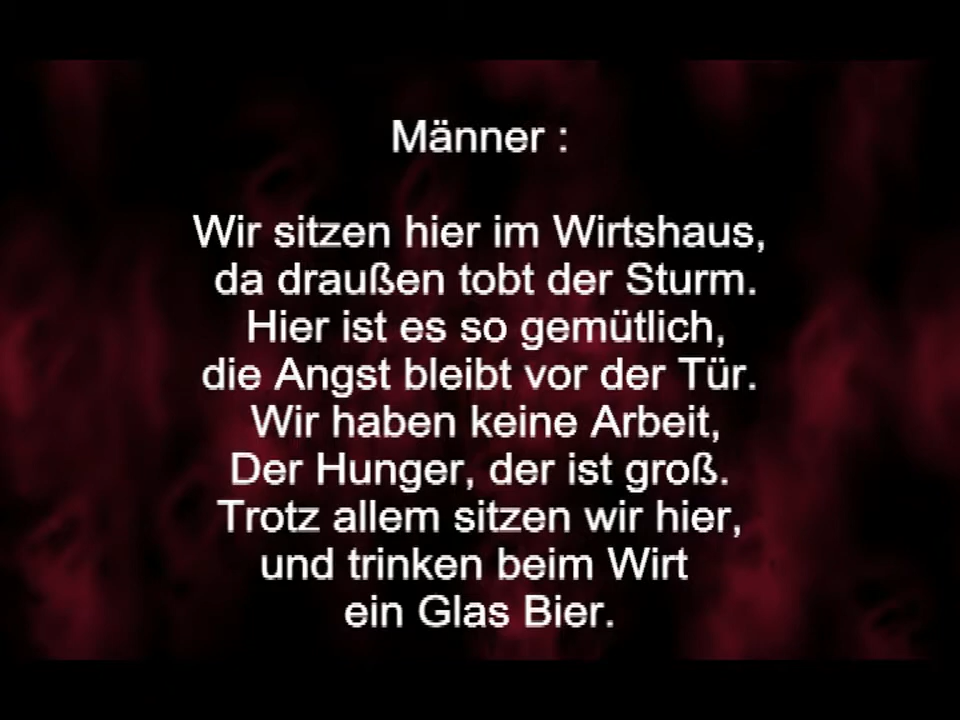 Männer :
Wir sitzen hier im Wirtshaus,
da draußen tobt der Sturm.
Hier ist es so gemütlich,
die Angst bleibt vor der Tür.
Wir haben keine Arbeit,
Der Hunger, der ist groß.
Trotz allem sitzen wir hier,
und trinken beim Wirt
ein Glas Bier.